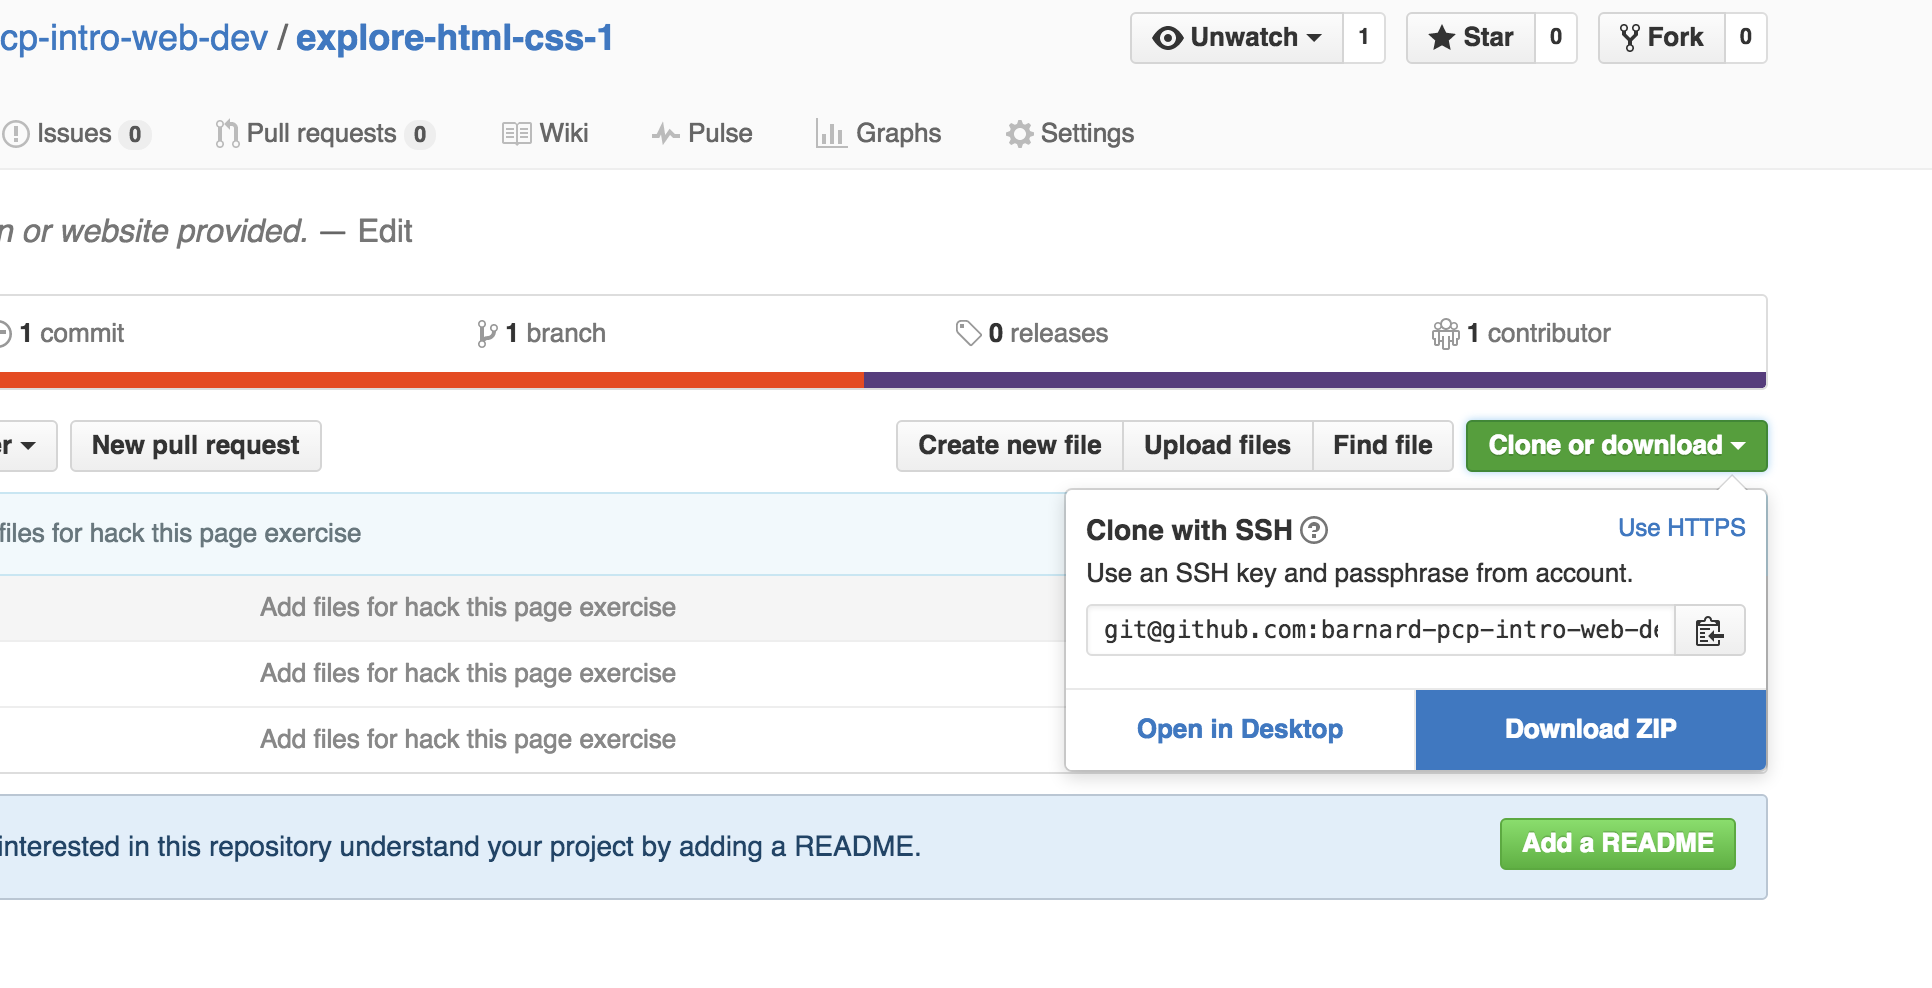 cp-intro-web-dev / explore-html-css-1
Unwatch 1 Star 0 Fork 0
Issues 0 Pull requests 0 Wiki Pulse Graphs Settings
n or website provided. — Edit
1 commit 1 branch 0 releases 1 contributor
er New pull request Create new file Upload files Find file Clone or download
files for hack this page exercise
Clone with SSH ? Use HTTPS
Use an SSH key and passphrase from account.
Add files for hack this page exercise
git@github.com:barnard-pcp-intro-web-de
Add files for hack this page exercise
Open in Desktop Download ZIP
Add files for hack this page exercise
interested in this repository understand your project by adding a README.
Add a README